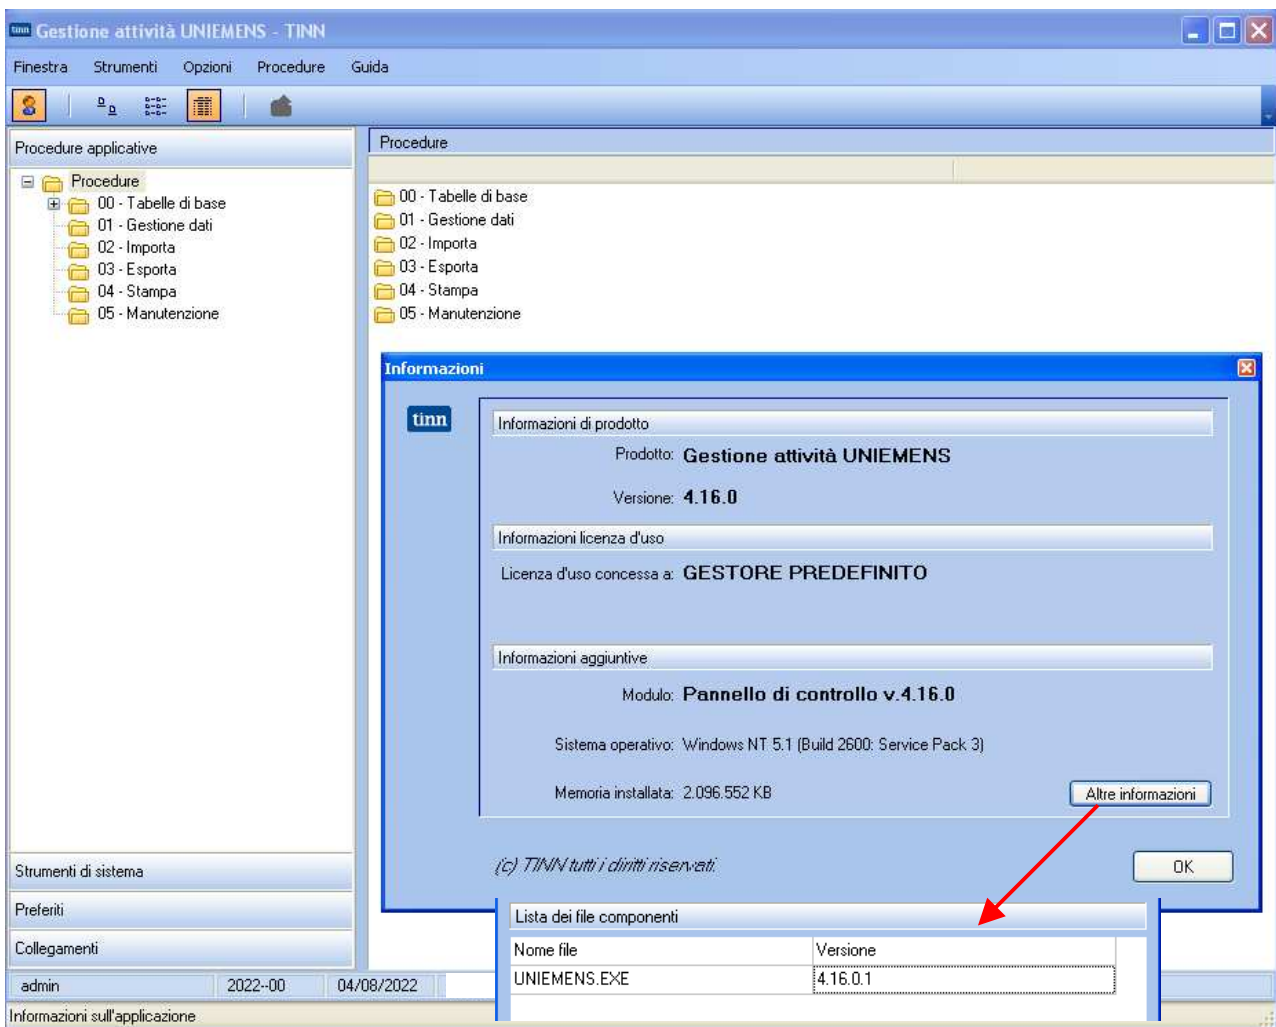 tinn Gestione attività UNIEMENS - TINN
Finestra Strumenti Opzioni Procedure Guida
Procedure applicative
Procedure
00 - Tabelle di base
01 - Gestione dati
02 - Importa
03 - Esporta
04 - Stampa
05 - Manutenzione
Strumenti di sistema
Preferiti
Collegamenti
Procedure
00 - Tabelle di base
01 - Gestione dati
02 - Importa
03 - Esporta
04 - Stampa
05 - Manutenzione
Informazioni
tinn
Informazioni di prodotto
Prodotto: Gestione attività UNIEMENS
Versione: 4.16.0
Informazioni licenza d'uso
Licenza d'uso concessa a: GESTORE PREDEFINITO
Informazioni aggiuntive
Modulo: Pannello di controllo v.4.16.0
Sistema operativo: Windows NT 5.1 (Build 2600: Service Pack 3)
Memoria installata: 2.096.552 KB
Altre informazioni
(c) TINN tutti i diritti riservati.
OK
Lista dei file componenti
Nome file Versione
UNIEMENS.EXE 4.16.0.1
admin 2022--00 04/08/2022
Informazioni sull'applicazione